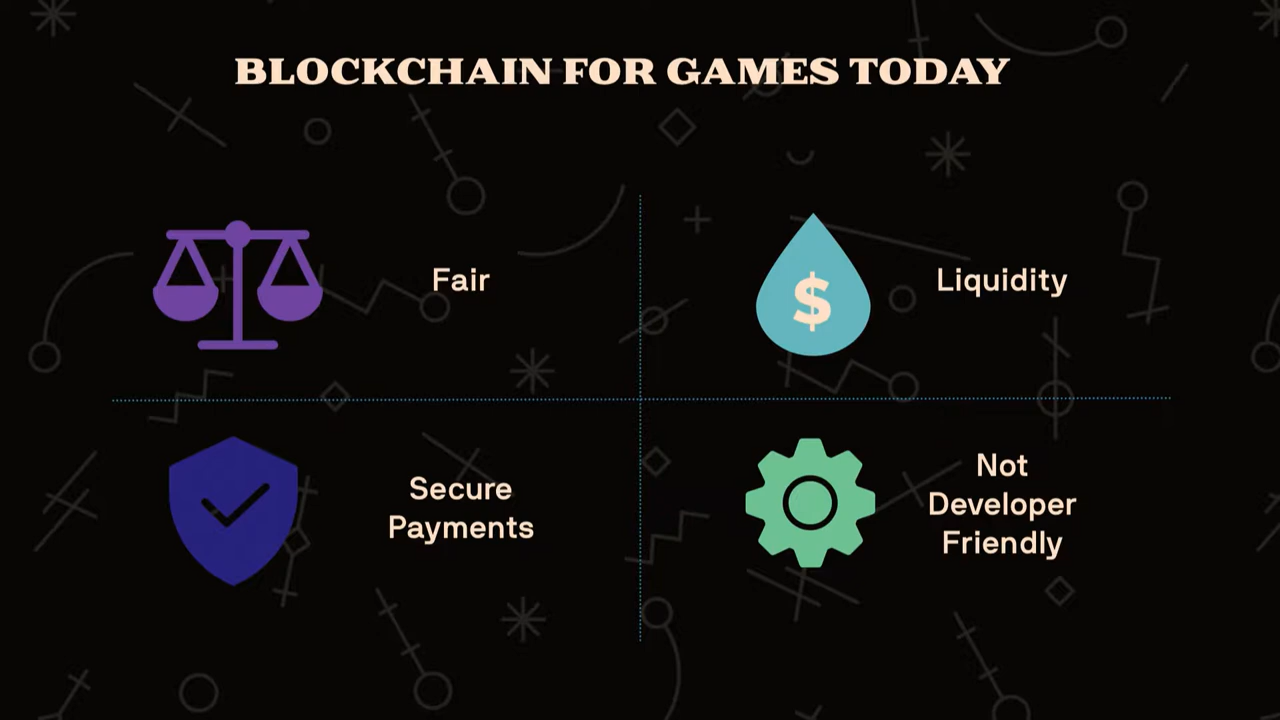 BLOCKCHAIN FOR GAMES TODAY
Fair
$
Liquidity
Secure
Payments
Not
Developer
Friendly